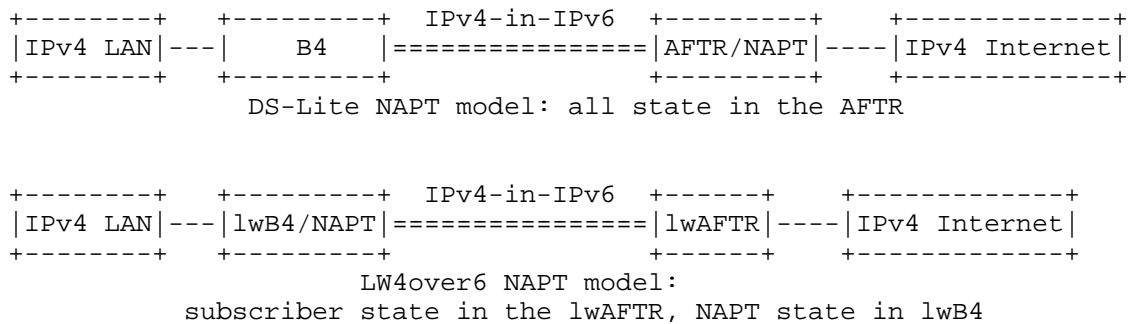 +--------+   +---------+  IPv4-in-IPv6  +---------+   +-------------+
|IPv4 LAN|---|    B4   |================|AFTR/NAPT|----|IPv4 Internet|
+--------+   +---------+                +---------+   +-------------+
DS-Lite NAPT model: all state in the AFTR
+--------+   +---------+  IPv4-in-IPv6  +------+   +-------------+
|IPv4 LAN|---|lwB4/NAPT|================|lwAFTR|----|IPv4 Internet|
+--------+   +---------+                +------+   +-------------+
LW4over6 NAPT model:
subscriber state in the lwAFTR, NAPT state in lwB4